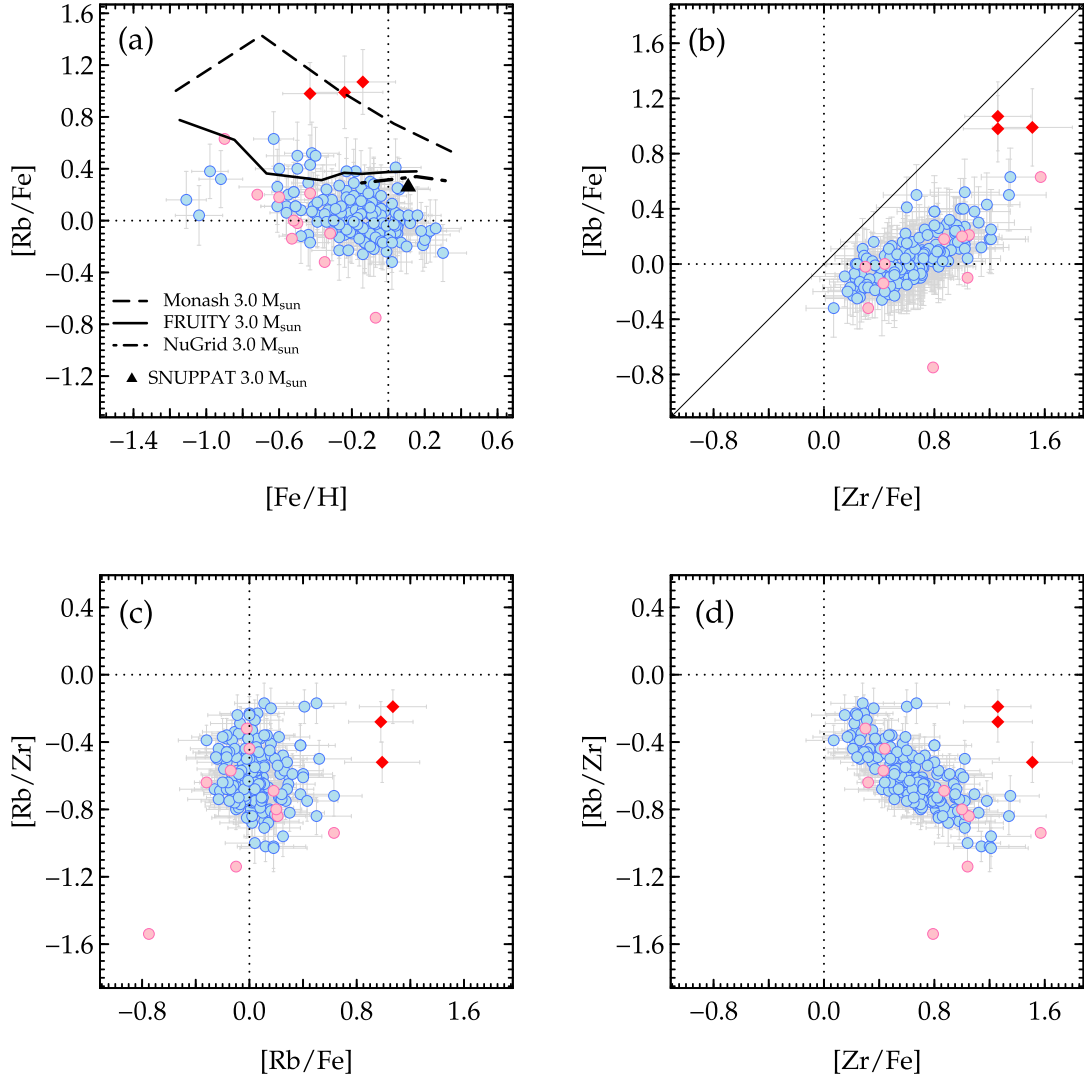 (a)
[Rb/Fe]
1.6
1.2
0.8
0.4
0.0
−0.4
−0.8
−1.2
Monash 3.0 Msun
FRUITY 3.0 Msun
NuGrid 3.0 Msun
SNUPPAT 3.0 Msun
−1.4 −1.0 −0.6 −0.2 0.2 0.6
[Fe/H]
(b)
[Rb/Fe]
1.6
1.2
0.8
0.4
0.0
−0.4
−0.8
−0.8 0.0 0.8 1.6
[Zr/Fe]
(c)
[Rb/Zr]
0.4
0.0
−0.4
−0.8
−1.2
−1.6
−0.8 0.0 0.8 1.6
[Rb/Fe]
(d)
[Rb/Zr]
0.4
0.0
−0.4
−0.8
−1.2
−1.6
−0.8 0.0 0.8 1.6
[Zr/Fe]